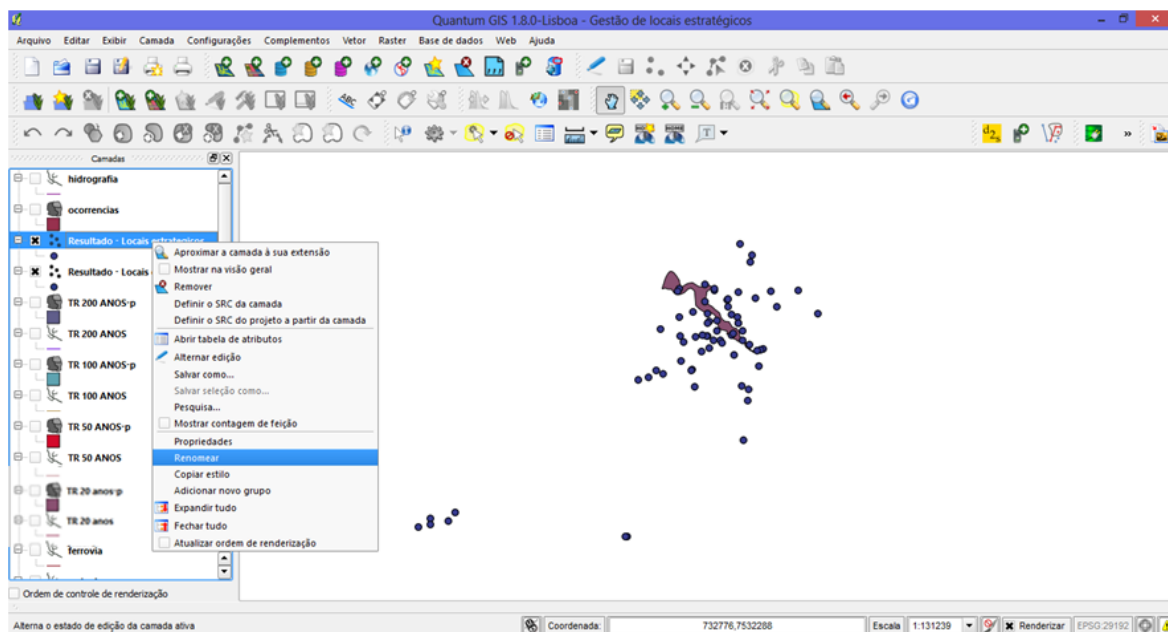 Quantum GIS 1.8.0-Lisboa - Gestão de locais estratégicos
Arquivo Editar Exibir Camada Configurações Complementos Vetor Raster Base de dados Web Ajuda
Camadas
hidrografia
ocorrencias
Resultado - Locais estrategicos
Resultado - Locais
TR 200 ANOS-p
TR 200 ANOS
TR 100 ANOS-p
TR 100 ANOS
TR 50 ANOS-p
TR 50 ANOS
TR 20 anos-p
TR 20 anos
ferrovia
Aproximar a camada à sua extensão
Mostrar na visão geral
Remover
Definir o SRC da camada
Definir o SRC do projeto a partir da camada
Abrir tabela de atributos
Alternar edição
Salvar como...
Salvar seleção como...
Pesquisa...
Mostrar contagem de feição
Propriedades
Renomear
Copiar estilo
Adicionar novo grupo
Expandir tudo
Fechar tudo
Atualizar ordem de renderização
Ordem de controle de renderização
Alterna o estado de edição da camada ativa Coordenada: 732776,7532288 Escala 1:131239 Renderizar EPSG:29192